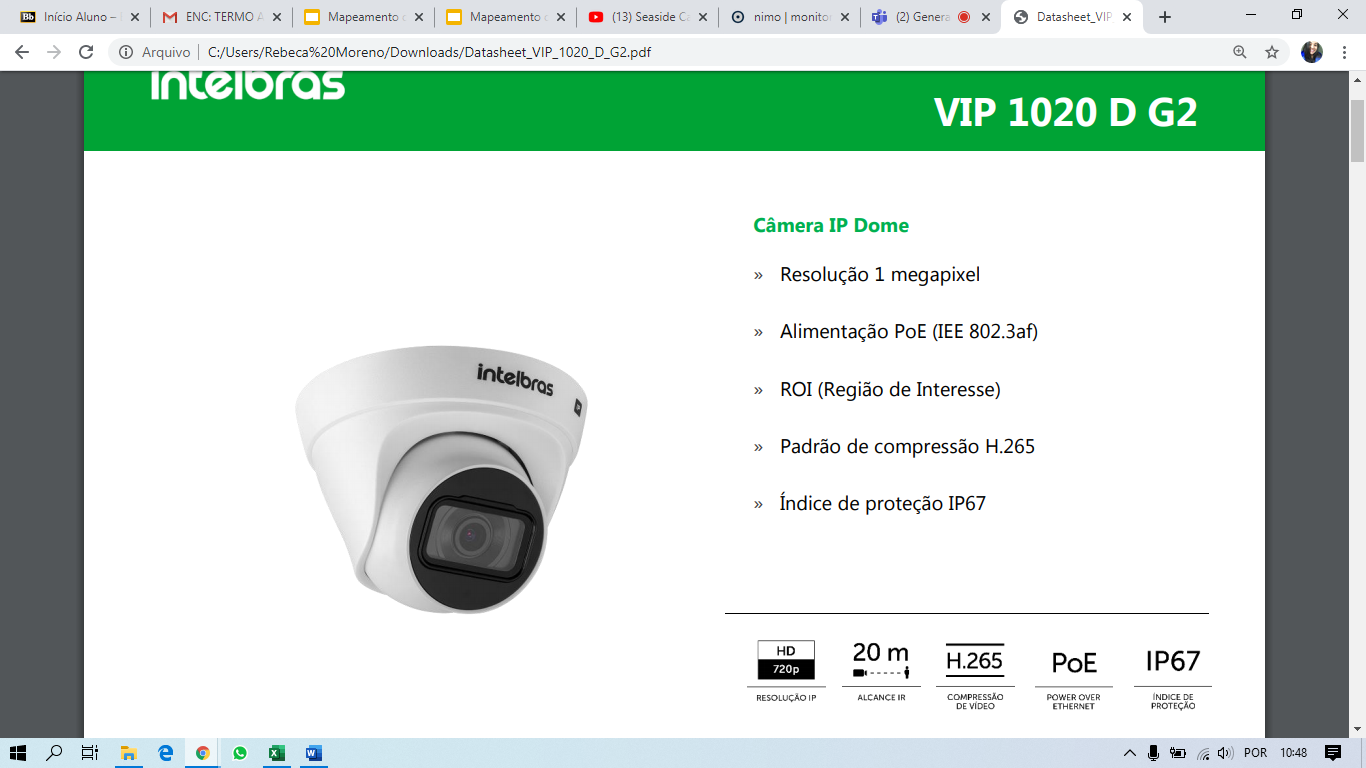 Início Aluno –
ENC: TERMO A
Mapeamento d
Mapeamento d
(13) Seaside Ca
nimo | monitor
(2) Genera
Datasheet_VIP
Arquivo
C:/Users/Rebeca%20Moreno/Downloads/Datasheet_VIP_1020_D_G2.pdf
intelbras
VIP 1020 D G2
Câmera IP Dome
» Resolução 1 megapixel
» Alimentação PoE (IEE 802.3af)
» ROI (Região de Interesse)
» Padrão de compressão H.265
» Índice de proteção IP67
intelbras
HD
720p
RESOLUÇÃO IP
20 m
ALCANCE IR
H.265
COMPRESSÃO
DE VÍDEO
PoE
POWER OVER
ETHERNET
IP67
ÍNDICE DE
PROTEÇÃO
POR
10:48